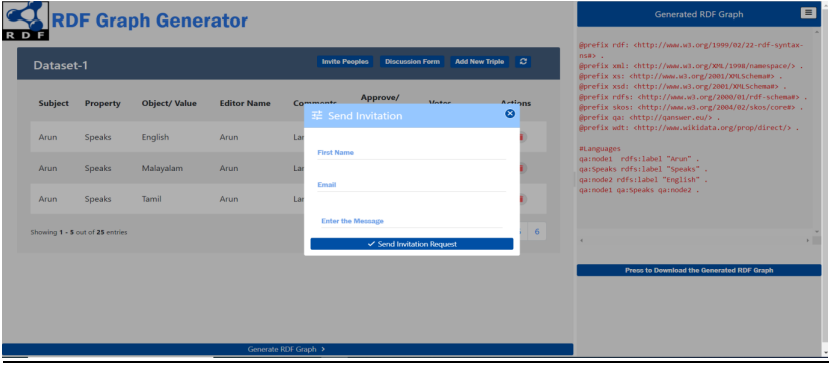 RDF
RDF Graph Generator
Dataset-1
Invite Peoples Discussion Form Add New Triple
Subject Property Object/ Value Editor Name Comments Approve/ Votes Actions
Arun Speaks English Arun Lan
Arun Speaks Malayalam Arun Lan
Arun Speaks Tamil Arun Lan
Showing 1 - 5 out of 25 entries
6
Send Invitation
First Name
Email
Enter the Message
Send Invitation Request
Generate RDF Graph >
Generated RDF Graph
@prefix rdf: <http://www.w3.org/1999/02/22-rdf-syntax-
ns#> .
@prefix xml: <http://www.w3.org/XML/1998/namespace/> .
@prefix xs: <http://www.w3.org/2001/XMLSchema#> .
@prefix xsd: <http://www.w3.org/2001/XMLSchema#> .
@prefix rdfs: <http://www.w3.org/2000/01/rdf-schema#> .
@prefix skos: <http://www.w3.org/2004/02/skos/core#> .
@prefix qa: <http://qanswer.eu/> .
@prefix wdt: <http://www.wikidata.org/prop/direct/> .
#Languages
qa:node1 rdfs:label "Arun" .
qa:Speaks rdfs:label "Speaks" .
qa:node2 rdfs:label "English" .
qa:node1 qa:Speaks qa:node2 .
Press to Download the Generated RDF Graph